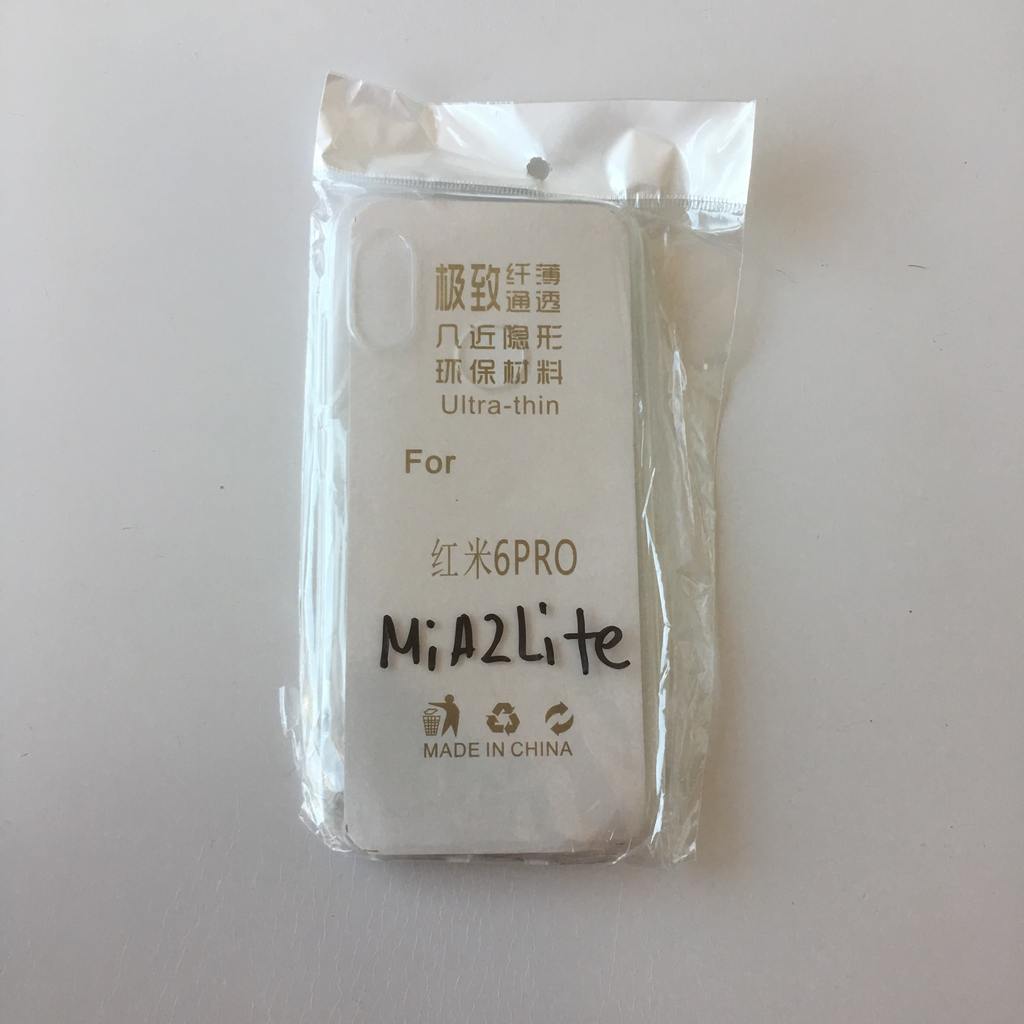 极致纤薄通透
几近隐形
环保材料
Ultra-thin
For
红米6PRO
MiA2Lite
MADE IN CHINA